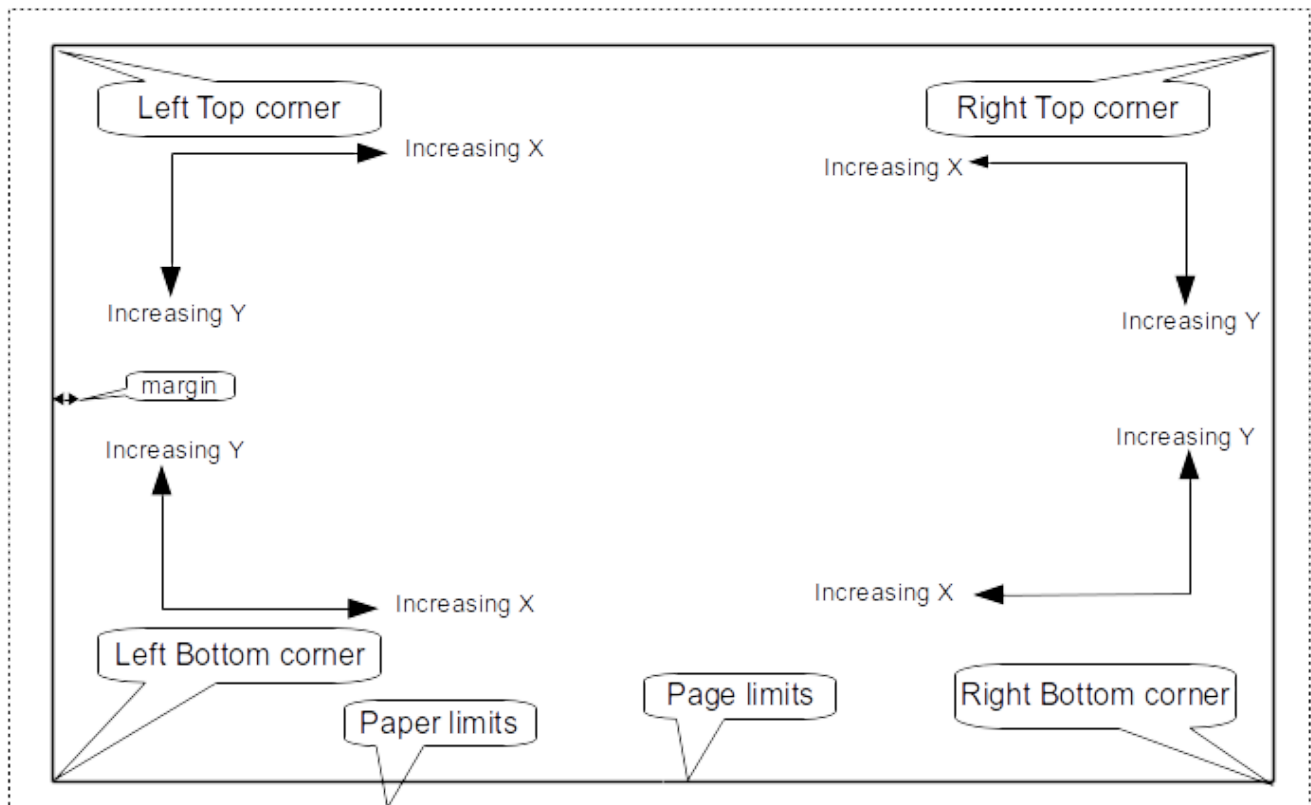 Left Top corner
Right Top corner
Increasing X
Increasing X
Increasing Y
Increasing Y
margin
Increasing Y
Increasing Y
Increasing X
Increasing X
Left Bottom corner
Page limits
Right Bottom corner
Paper limits